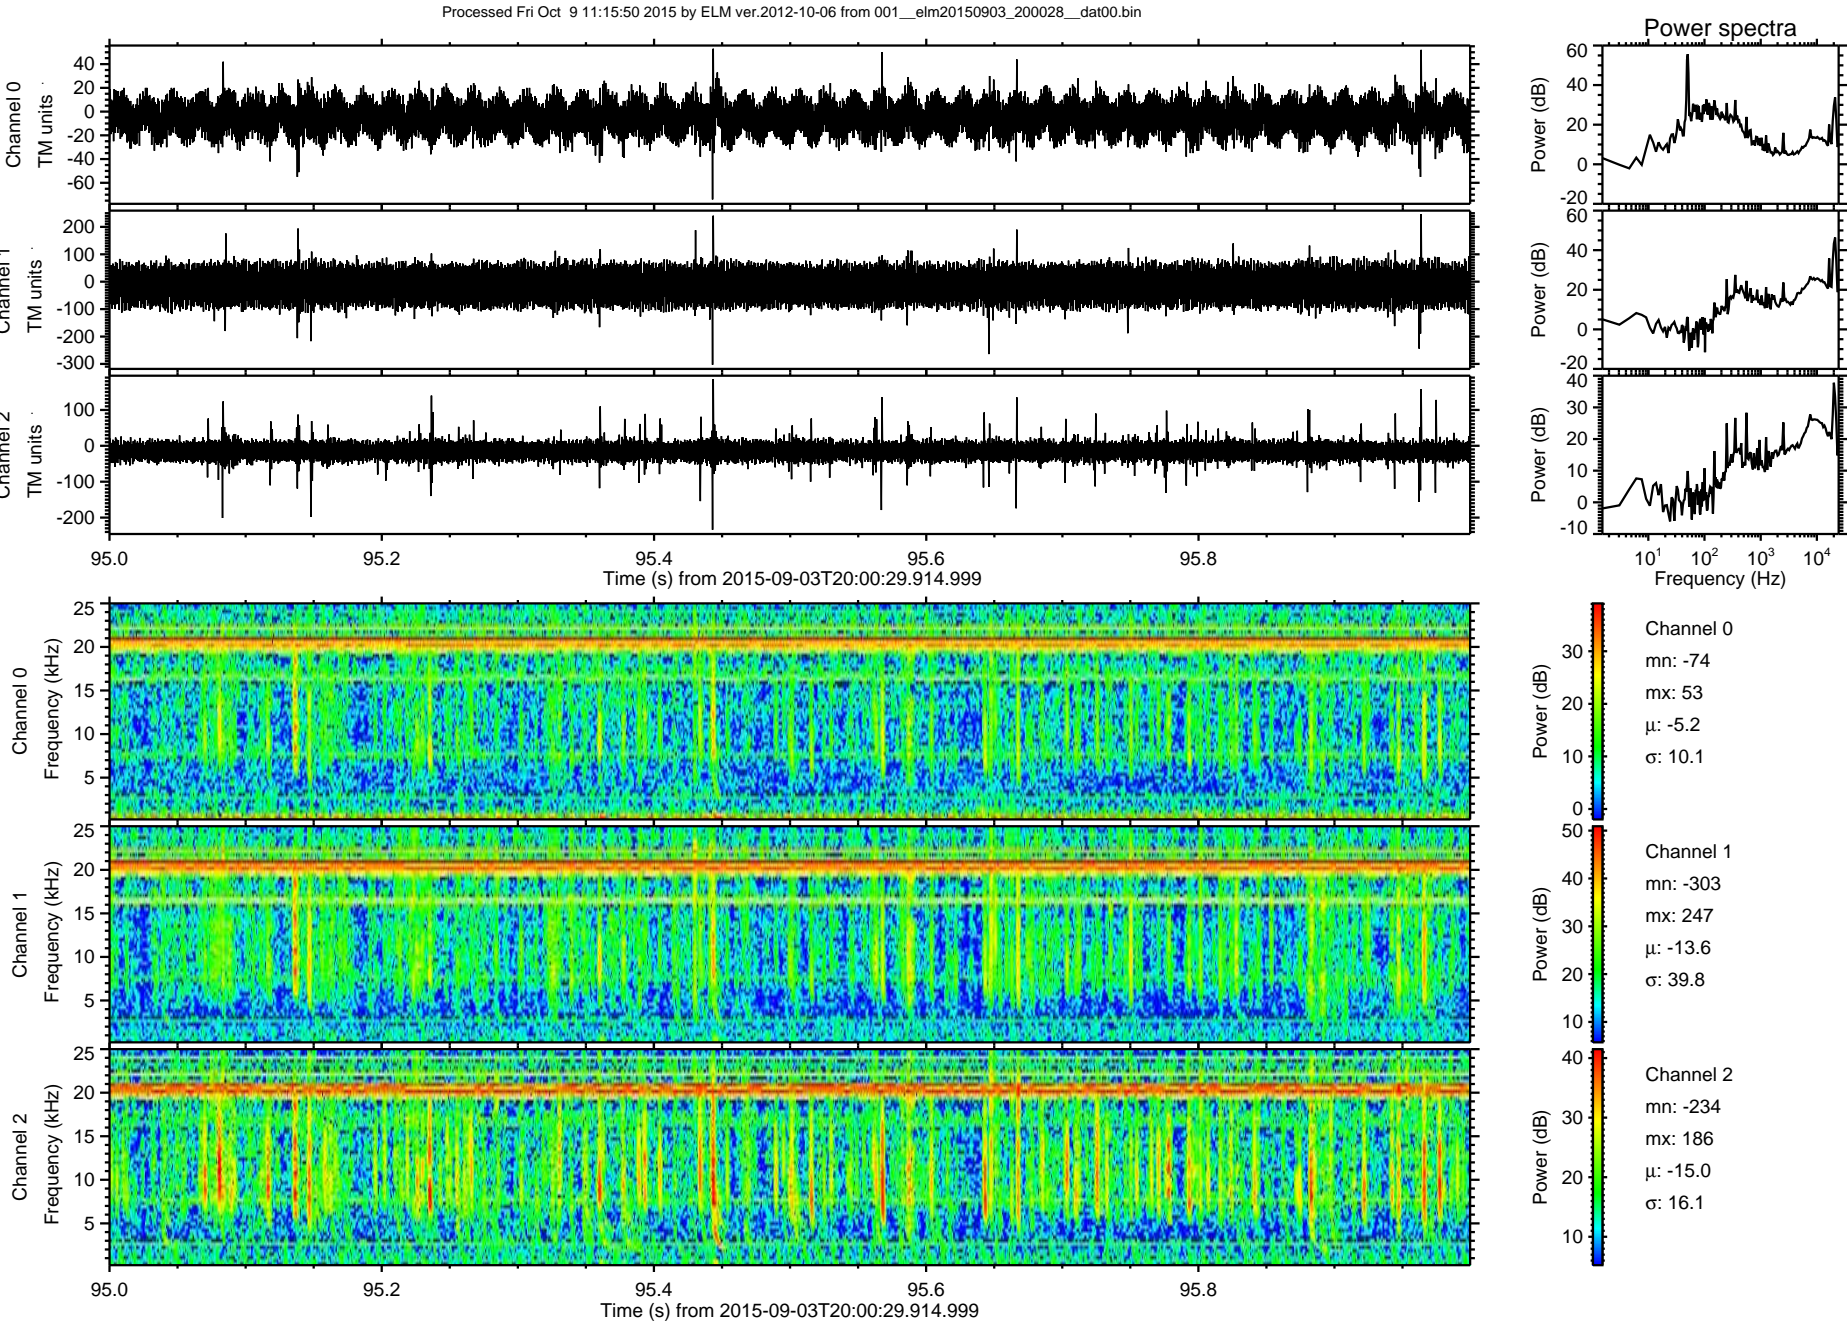 Processed Fri Oct  9 11:15:50 2015 by ELM ver.2012-10-06 from 001__elm20150903_200028__dat00.bin
Power spectra
Channel 0
TM units
40
20
0
-20
-40
-60
Power (dB)
60
40
20
0
-20
Channel 1
TM units
200
100
0
-100
-200
-300
Power (dB)
60
40
20
0
-20
Channel 2
TM units
100
0
-100
-200
Power (dB)
40
30
20
10
0
-10
95.0 95.2 95.4 95.6 95.8
Time (s) from 2015-09-03T20:00:29.914.999
10¹ 10² 10³ 10⁴
Frequency (Hz)
Channel 0
Frequency (kHz)
25
20
15
10
5
Power (dB)
30
20
10
0
Channel 0
mn: -74
mx: 53
μ: -5.2
σ: 10.1
Channel 1
Frequency (kHz)
25
20
15
10
5
Power (dB)
50
40
30
20
10
Channel 1
mn: -303
mx: 247
μ: -13.6
σ: 39.8
Channel 2
Frequency (kHz)
25
20
15
10
5
Power (dB)
40
30
20
10
Channel 2
mn: -234
mx: 186
μ: -15.0
σ: 16.1
95.0 95.2 95.4 95.6 95.8
Time (s) from 2015-09-03T20:00:29.914.999